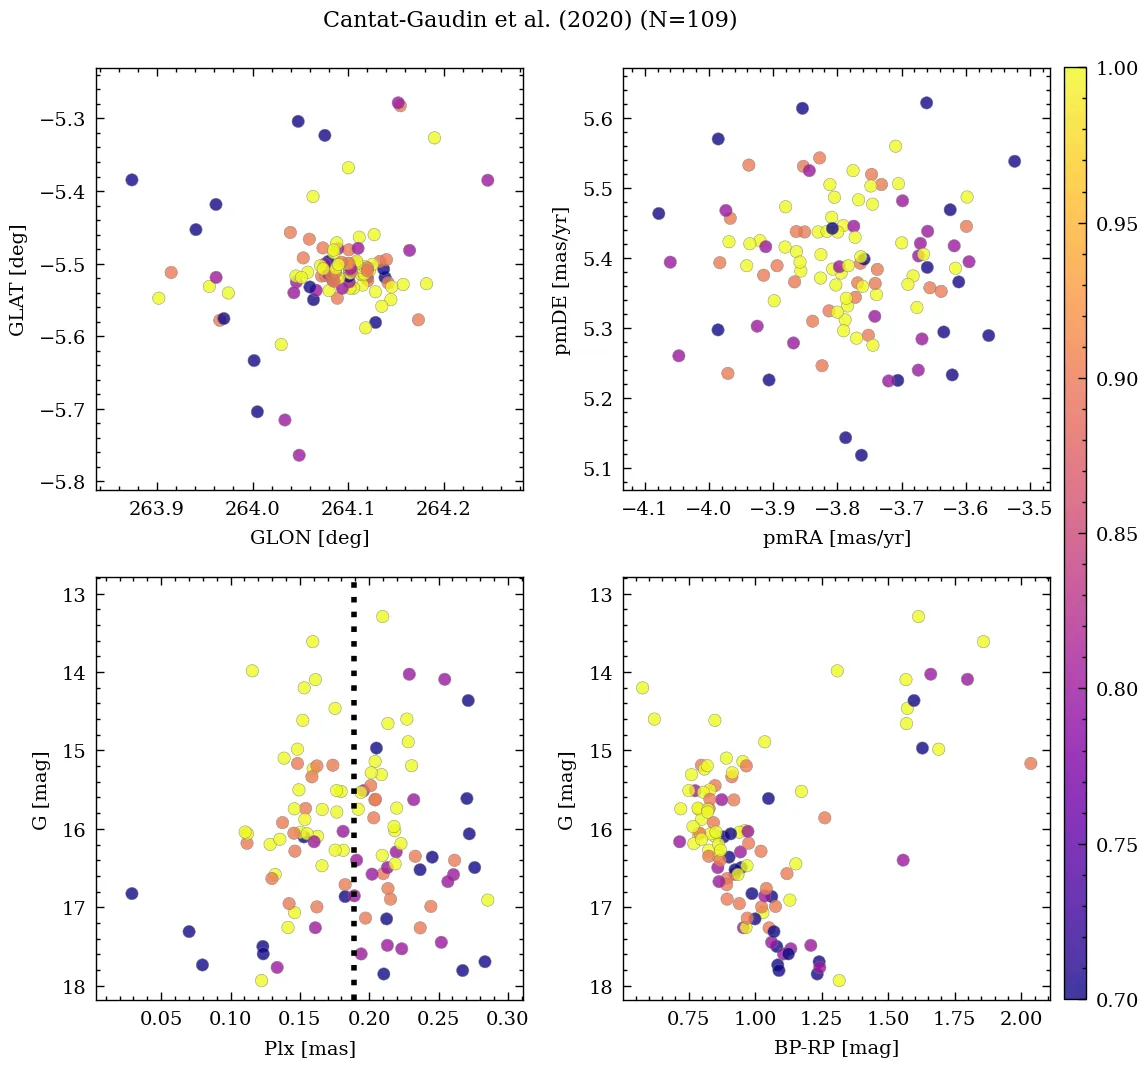 Cantat-Gaudin et al. (2020) (N=109)
−5.3
−5.4
−5.5
−5.6
−5.7
−5.8
GLAT [deg]
263.9 264.0 264.1 264.2
GLON [deg]
5.6
5.5
5.4
5.3
5.2
5.1
pmDE [mas/yr]
−4.1 −4.0 −3.9 −3.8 −3.7 −3.6 −3.5
pmRA [mas/yr]
13
14
15
16
17
18
G [mag]
0.05 0.10 0.15 0.20 0.25 0.30
Plx [mas]
13
14
15
16
17
18
G [mag]
0.75 1.00 1.25 1.50 1.75 2.00
BP-RP [mag]
1.00
0.95
0.90
0.85
0.80
0.75
0.70